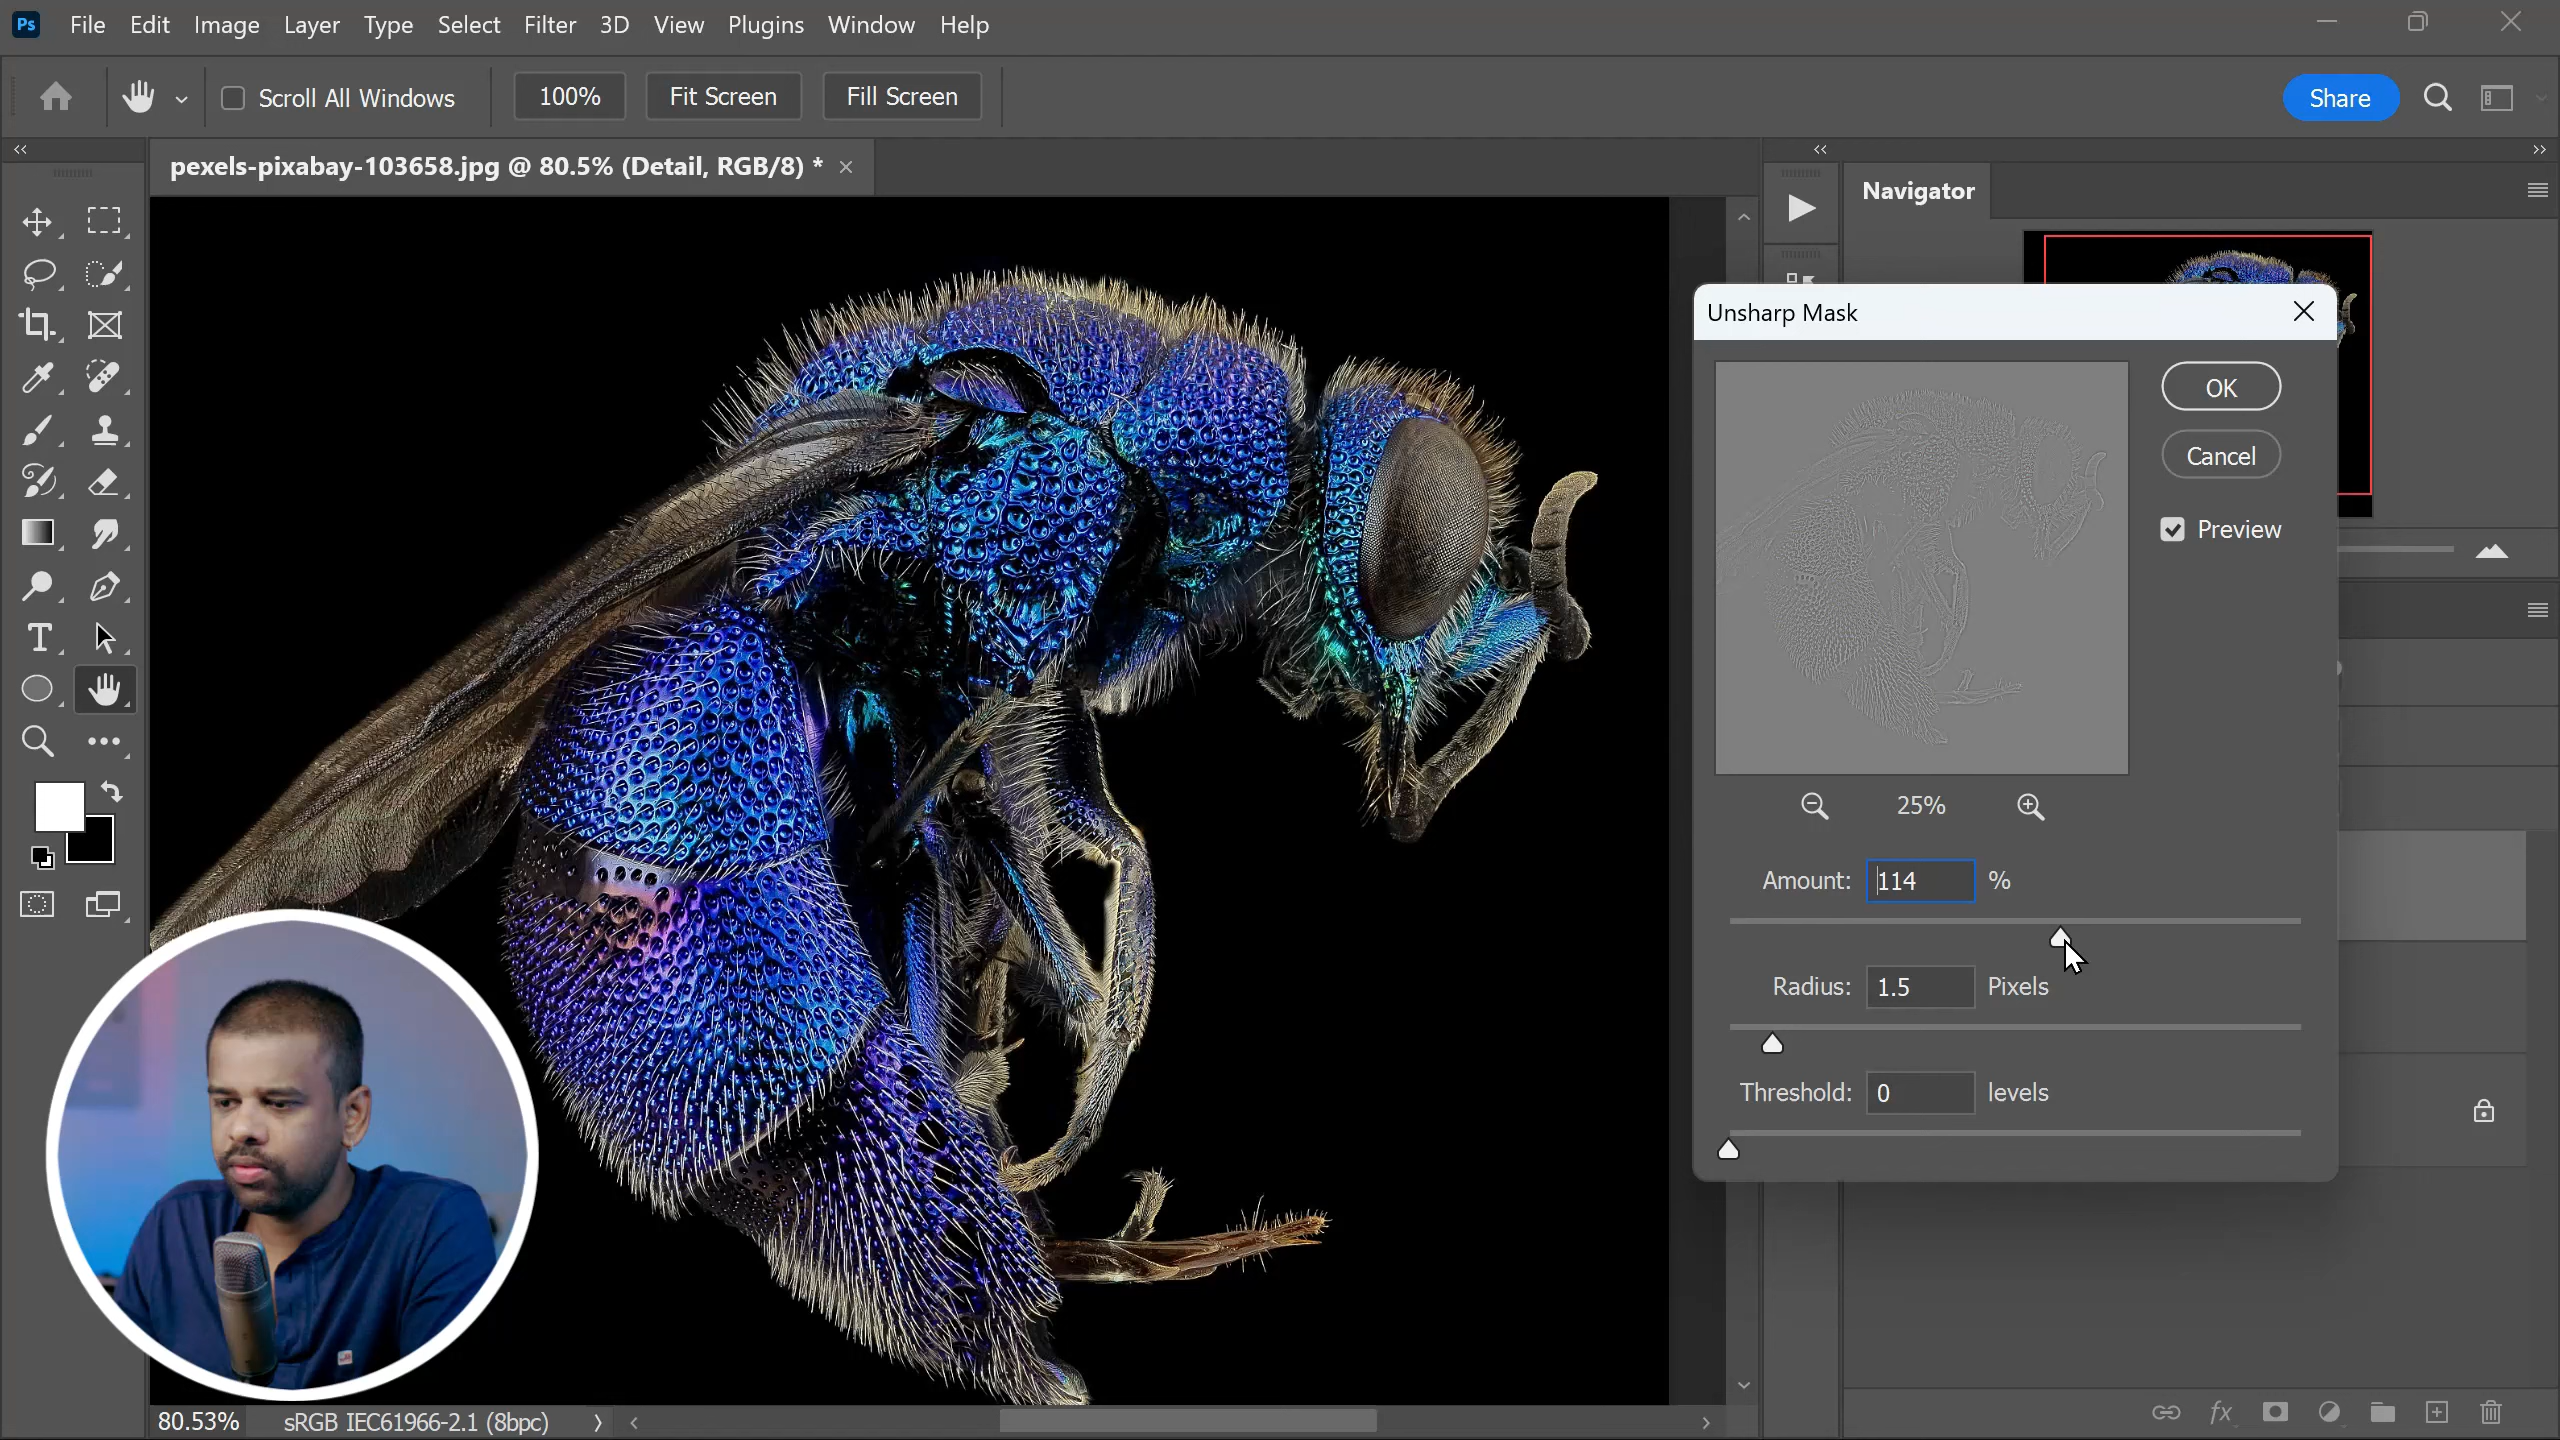 Ps File Edit Image Layer Type Select Filter 3D View Plugins Window Help
Scroll All Windows 100% Fit Screen Fill Screen Share
pexels-pixabay-103658.jpg @ 80.5% (Detail, RGB/8) *
Navigator
Unsharp Mask
OK
Cancel
Preview
25%
Amount: 114 %
Radius: 1.5 Pixels
Threshold: 0 levels
80.53% sRGB IEC61966-2.1 (8bpc)
fx